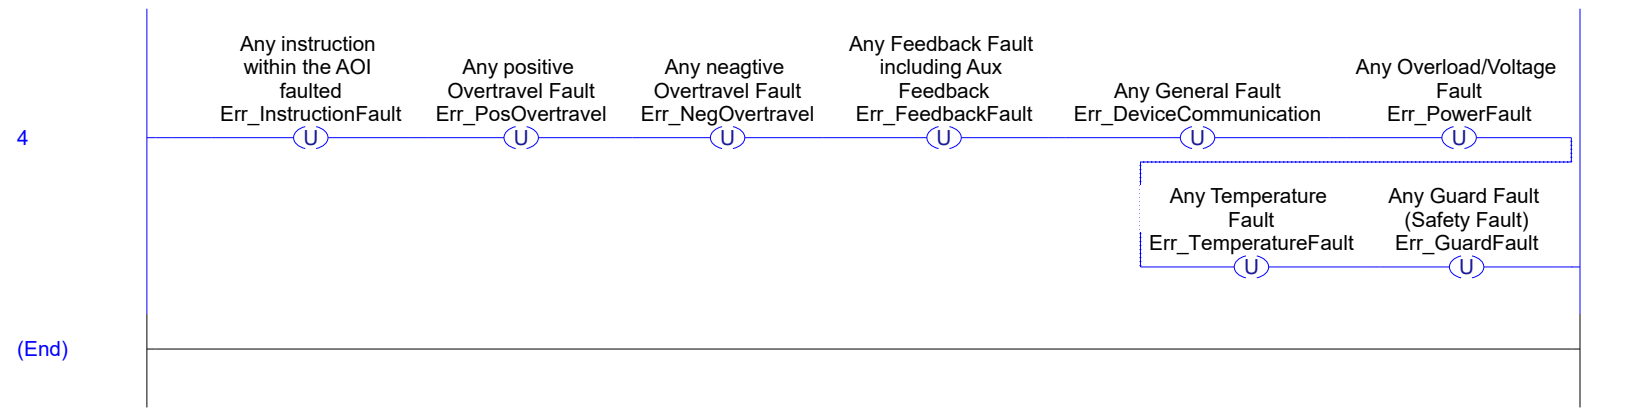 Any instruction
within the AOI
faulted
Err_InstructionFault
U
Any positive
Overtravel Fault
Err_PosOvertravel
U
Any neagtive
Overtravel Fault
Err_NegOvertravel
U
Any Feedback Fault
including Aux
Feedback
Err_FeedbackFault
U
Any General Fault
Err_DeviceCommunication
U
Any Overload/Voltage
Fault
Err_PowerFault
U
4
Any Temperature
Fault
Err_TemperatureFault
U
Any Guard Fault
(Safety Fault)
Err_GuardFault
U
(End)